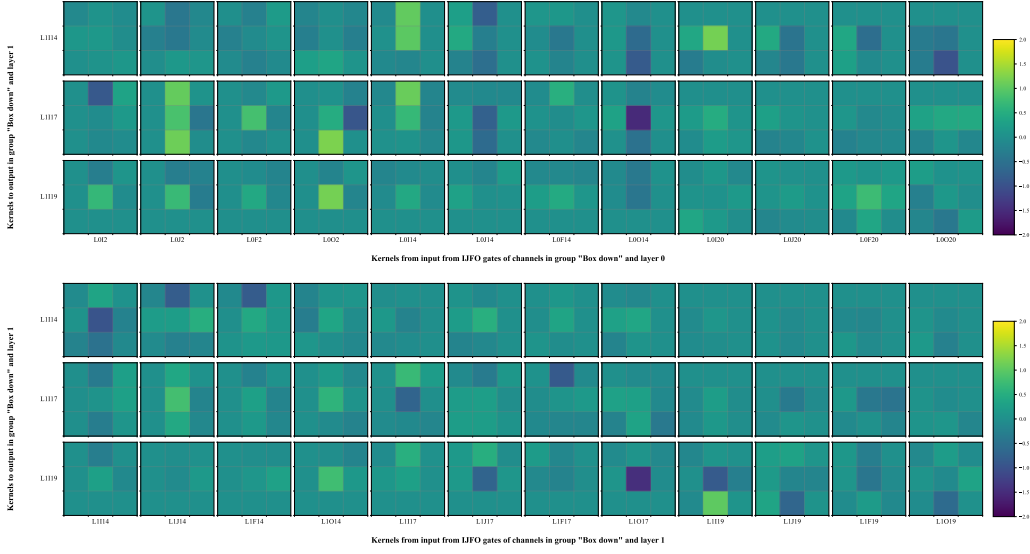 Kernels to output in group "Box down" and layer 1
L1I14
L1I17
L1I19
L0I2 L0J2 L0F2 L0O2 L0I14 L0J14 L0F14 L0O14 L0I20 L0J20 L0F20 L0O20
Kernels from input from IJFO gates of channels in group "Box down" and layer 0
2.0
1.5
1.0
0.5
0.0
−0.5
−1.0
−1.5
−2.0
Kernels to output in group "Box down" and layer 1
L1I14
L1I17
L1I19
L1I14 L1J14 L1F14 L1O14 L1I17 L1J17 L1F17 L1O17 L1I19 L1J19 L1F19 L1O19
Kernels from input from IJFO gates of channels in group "Box down" and layer 1
2.0
1.5
1.0
0.5
0.0
−0.5
−1.0
−1.5
−2.0